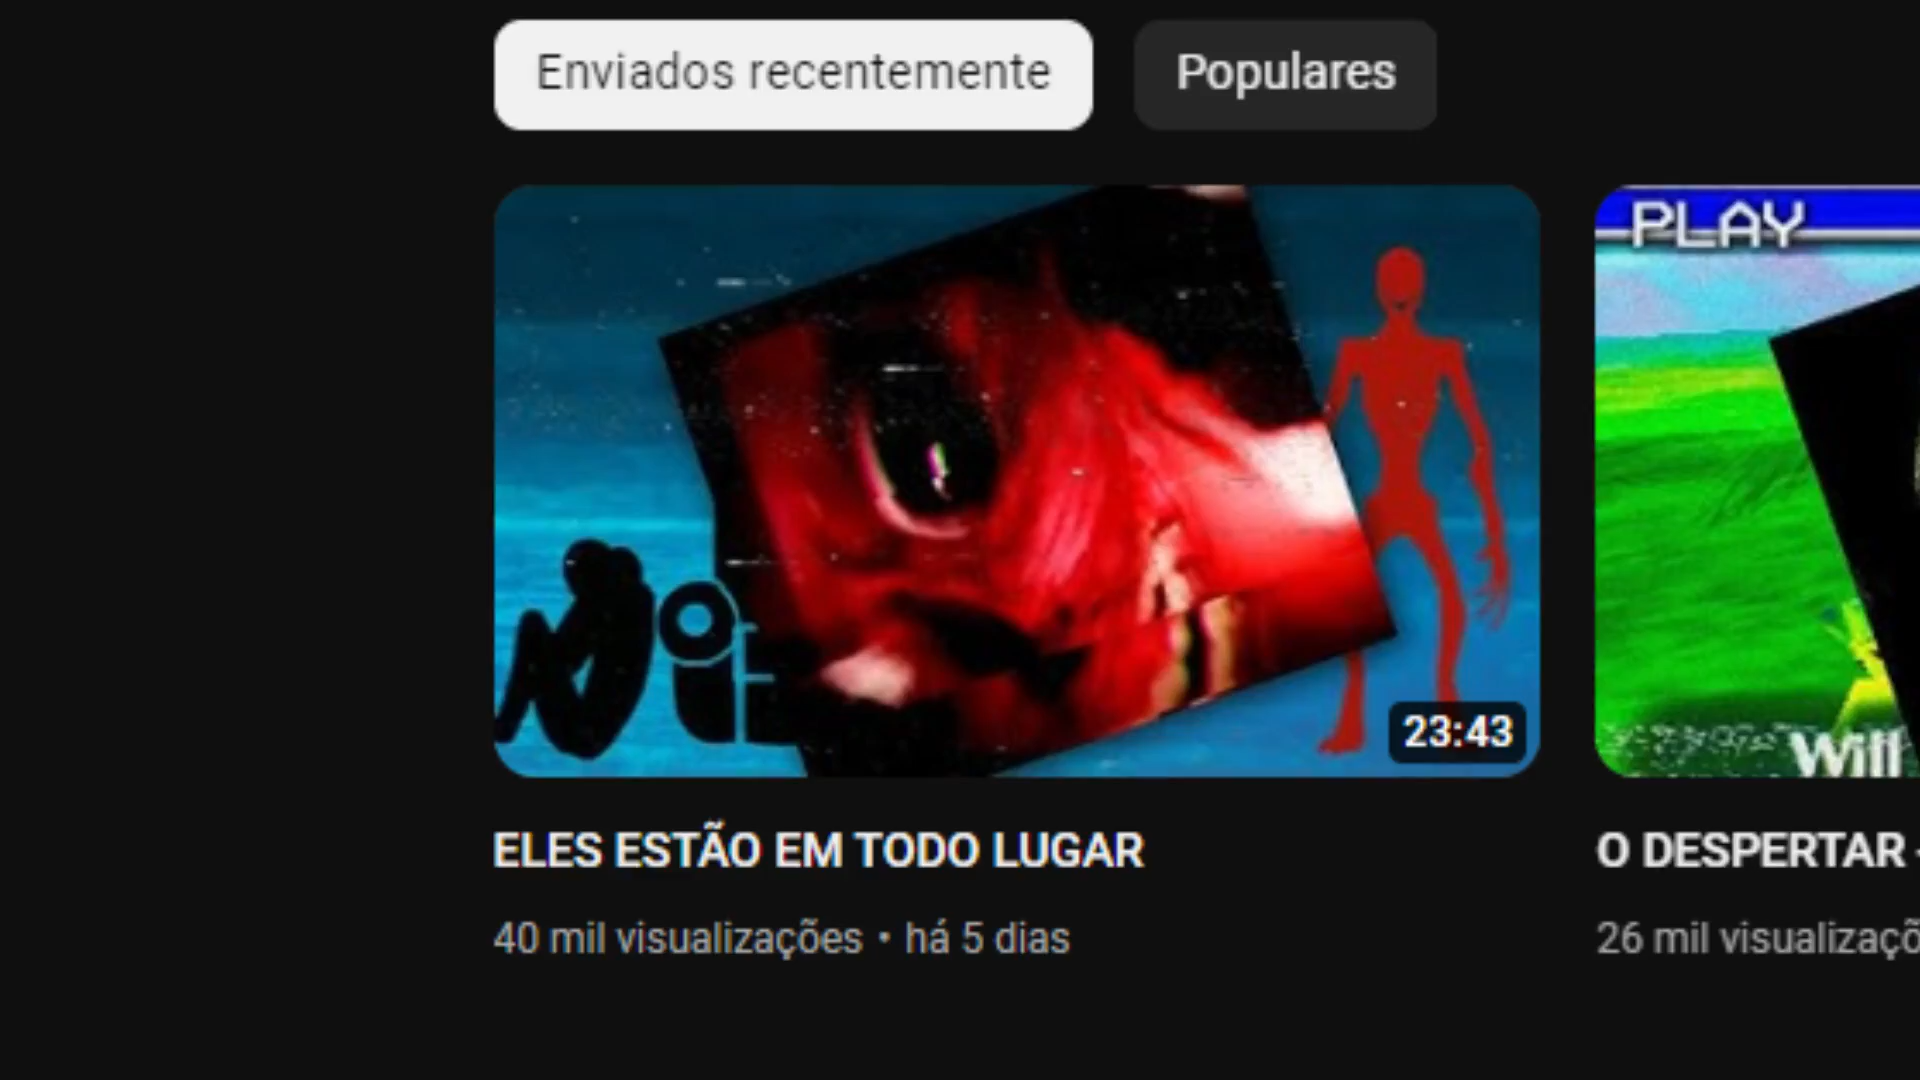 Enviados recentemente
Populares
PLAY
23:43
Will
ELES ESTÃO EM TODO LUGAR
O DESPERTAR
40 mil visualizações • há 5 dias
26 mil